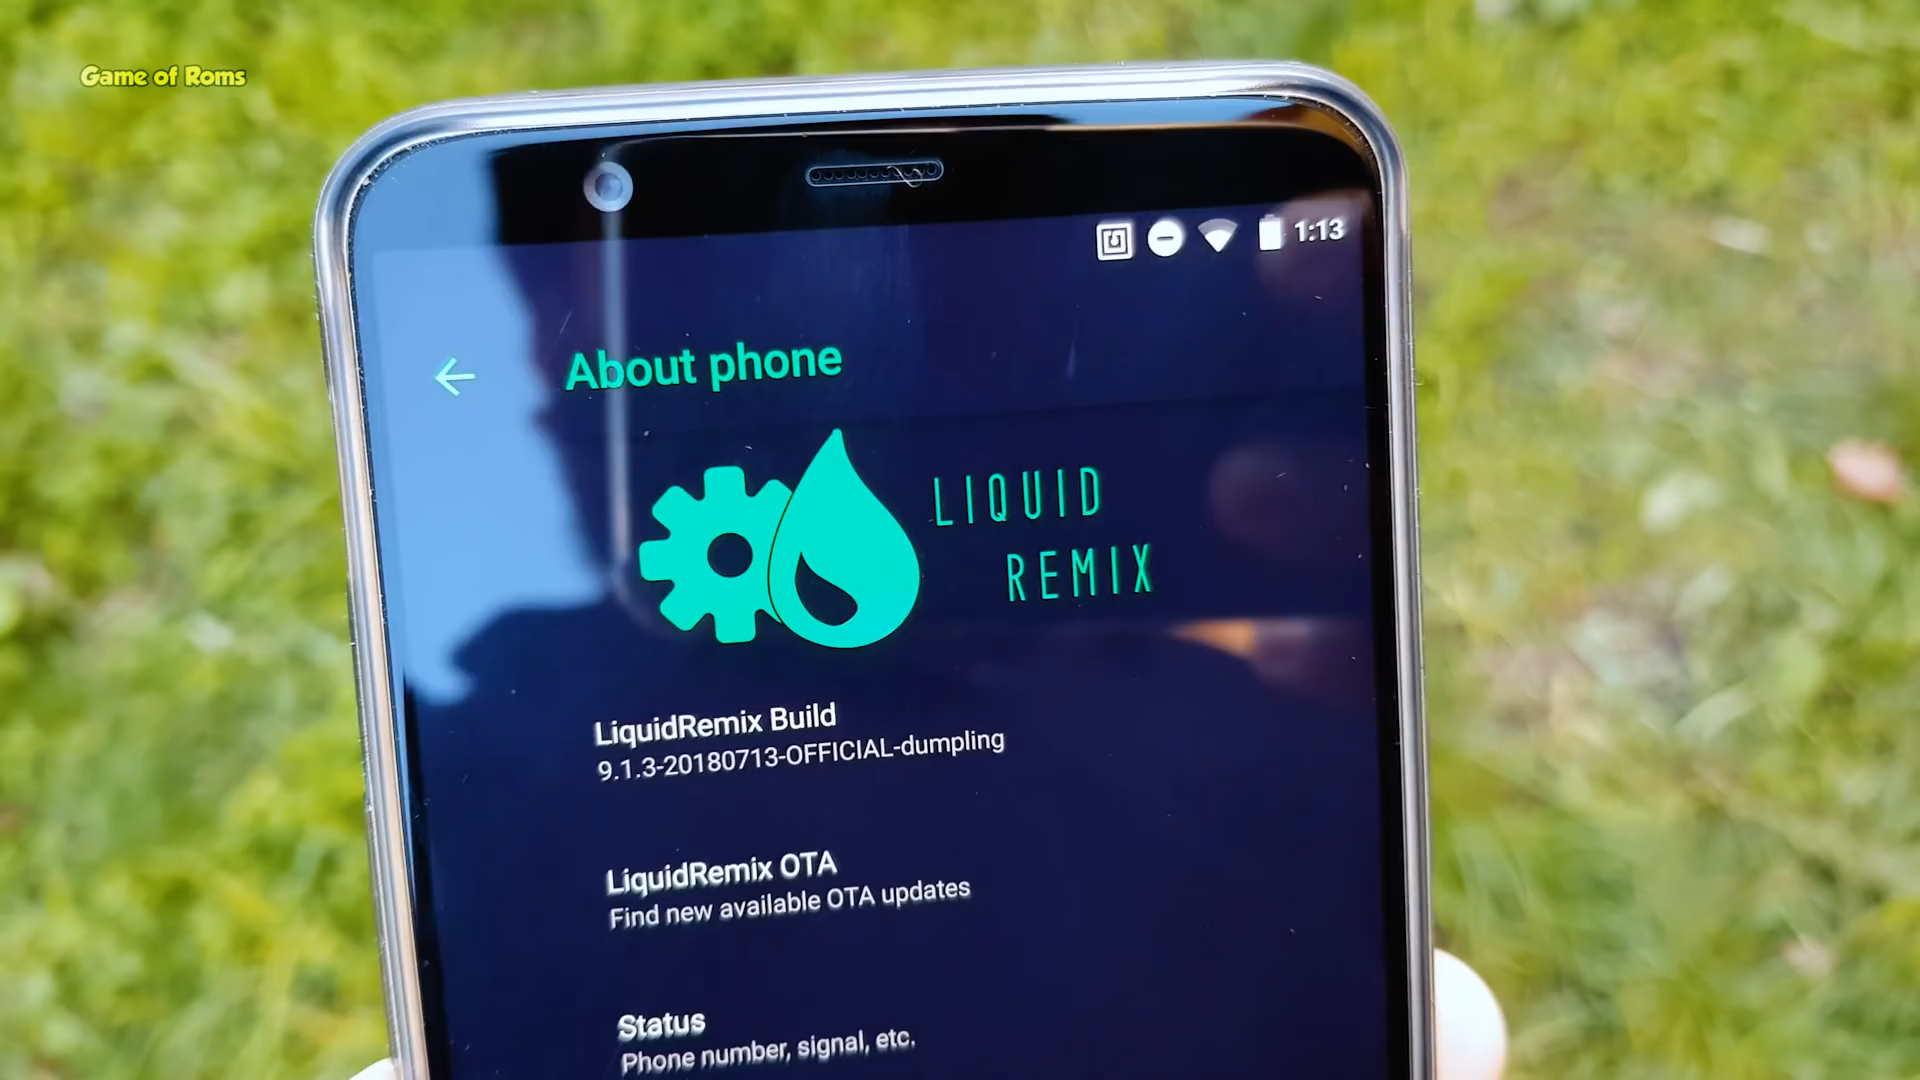 Game of Roms
1:13
About phone
LIQUID
REMIX
LiquidRemix Build
9.1.3-20180713-OFFICIAL-dumpling
LiquidRemix OTA
Find new available OTA updates
Status
Phone number, signal, etc.